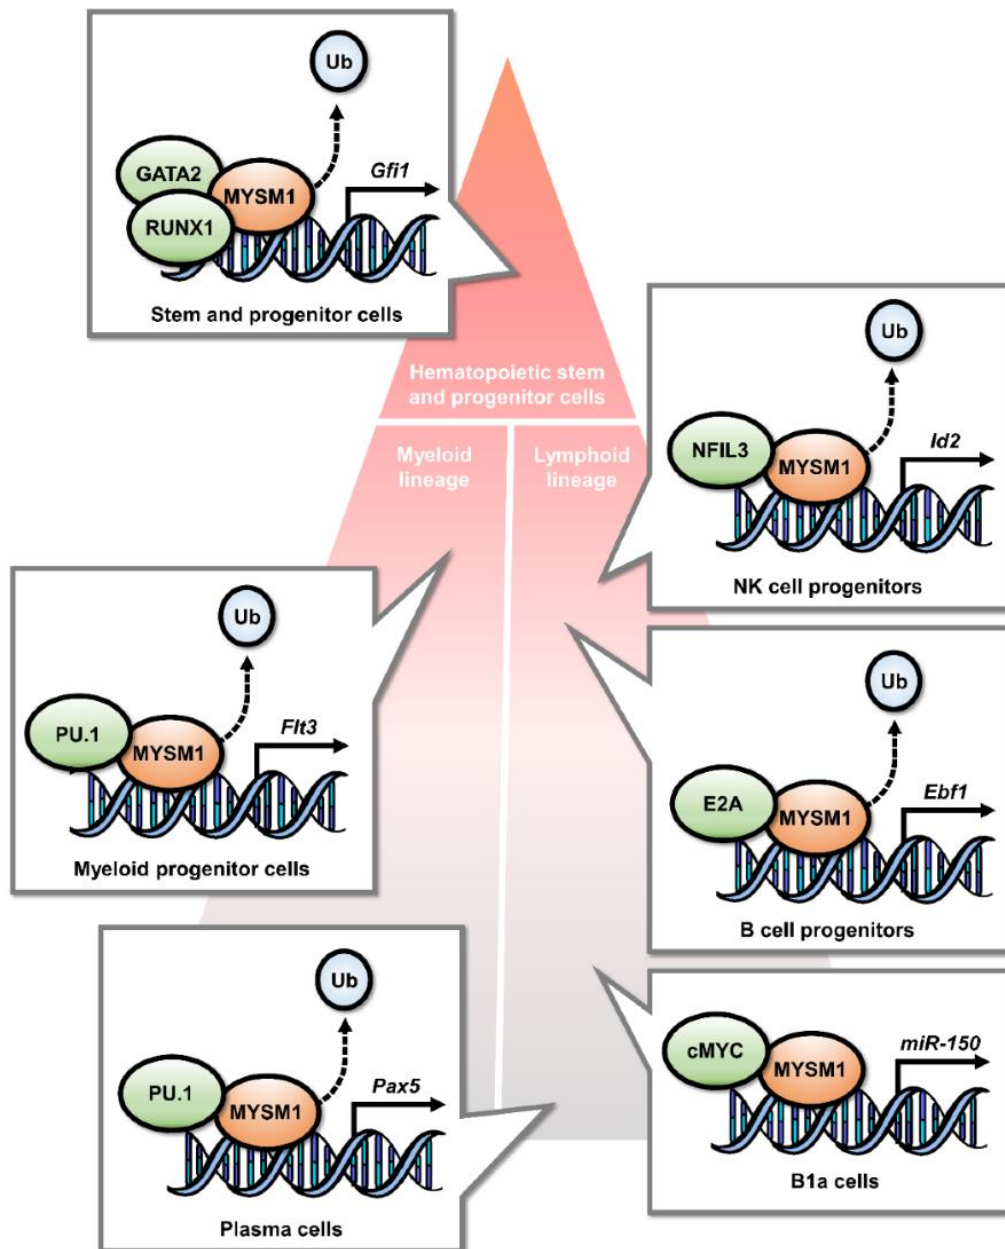 Ub
GATA2
MYSM1
Gfi1
RUNX1
Stem and progenitor cells
Hematopoietic stem
and progenitor cells
Myeloid
lineage
Lymphoid
lineage
Ub
NFIL3
MYSM1
Id2
NK cell progenitors
Ub
PU.1
MYSM1
Flt3
Myeloid progenitor cells
Ub
E2A
MYSM1
Ebf1
B cell progenitors
Ub
PU.1
MYSM1
Pax5
Plasma cells
cMYC
MYSM1
miR-150
B1a cells